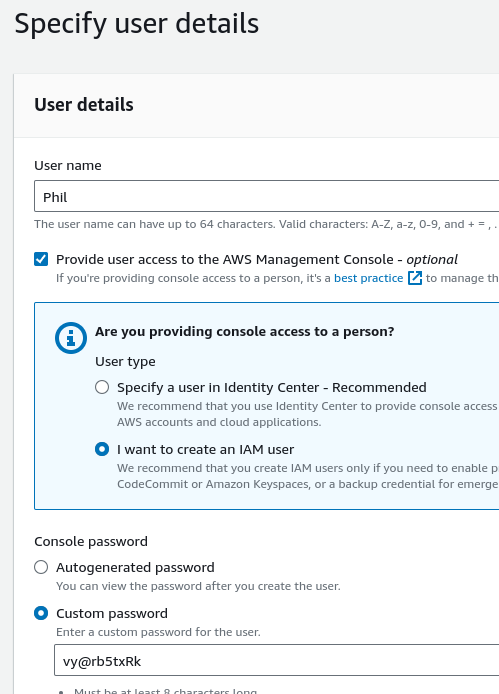 Specify user details
User details
User name
Phil
The user name can have up to 64 characters. Valid characters: A-Z, a-z, 0-9, and + = , .
Provide user access to the AWS Management Console - optional
If you're providing console access to a person, it's a best practice to manage th
Are you providing console access to a person?
User type
Specify a user in Identity Center - Recommended
We recommend that you use Identity Center to provide console access
AWS accounts and cloud applications.
I want to create an IAM user
We recommend that you create IAM users only if you need to enable p
CodeCommit or Amazon Keyspaces, or a backup credential for emerge
Console password
Autogenerated password
You can view the password after you create the user.
Custom password
Enter a custom password for the user.
vy@rb5txRk
Must be at least 8 characters long